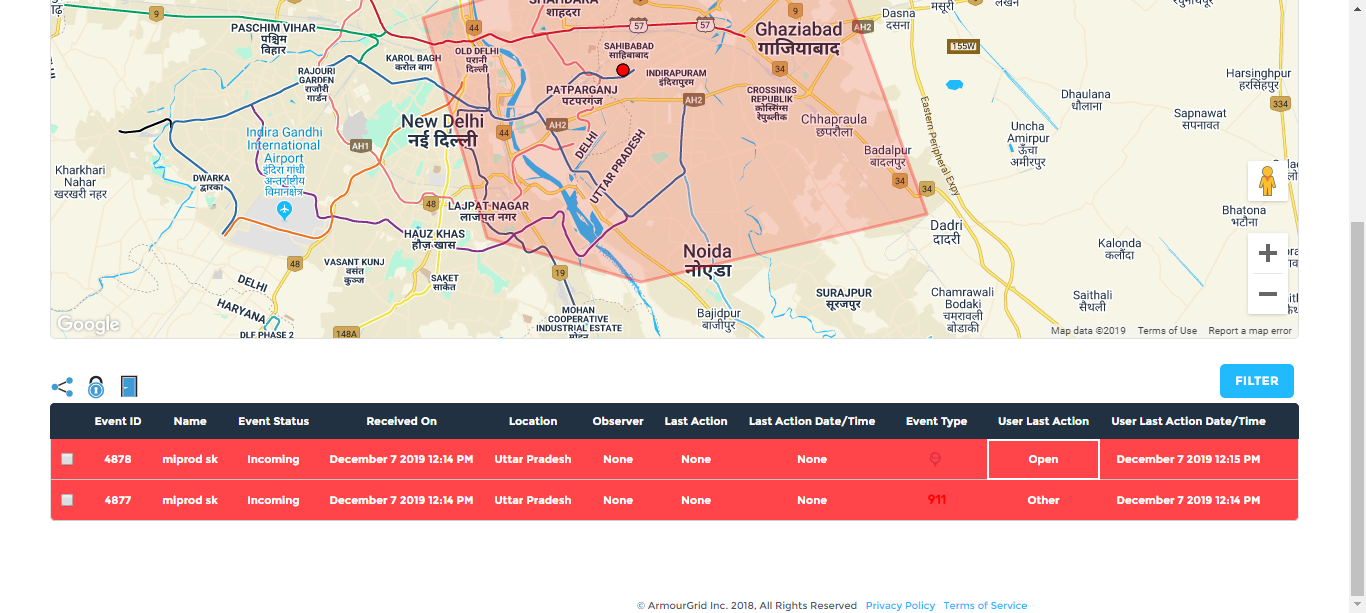 SHAHDARA
शाहदरा
9
44
57
57
9
Ghaziabad
गाज़ियाबाद
AH2
Dasna
दसना
मसूरी
T55W
PASCHIM VIHAR
पश्चिम
विहार
OLD DELHI
पुरानी
दिल्ली
SAHIBABAD
साहिबाबाद
KAROL BAGH
करोल बाग
RAJOURI
GARDEN
राजौरी
गार्डन
INDIRAPURAM
इंदिरापुरम
34
Harsinghpur
हरसिंहपुर
PATPARGANJ
पटपरगंज
AH2
CROSSINGS
REPUBLIK
क्रॉसिंग्स
रेपुब्लीक
Dhaulana
धौलाना
334
Sapnawat
सपनावत
New Delhi
नई दिल्ली
44
AH2
Chhapraula
छपरौला
Eastern Peripheral Expy
Uncha
Amirpur
ऊँचा
अमीरपुर
Indira Gandhi
International
Airport
इंदिरा गांधी
अन्तर्राष्ट्रीय
विमानक्षेत्र
AH1
DELHI
UTTAR PRADESH
Badalpur
बादलपुर
34
34
Kharkhari
Nahar
खरखरी नहर
DWARKA
द्वारका
48
LAJPAT NAGAR
लाजपत नगर
Bhatona
भटौना
HAUZ KHAS
हौज़ खास
Dadri
दादरी
Noida
नोएडा
Kalonda
कलौंदा
48
VASANT KUNJ
वसंत
कुञ्ज
SAKET
साकेत
19
DELHI
HARYANA
SURAJPUR
सूरजपुर
Chamrawali
Bodaki
चमरावली
बोडाकी
Saithali
सैथली
MOHAN
COOPERATIVE
INDUSTRIAL ESTATE
Bajidpur
बाजीपुर
DLF PHASE 2
148A
Google
Map data ©2019 Terms of Use Report a map error
FILTER
Event ID Name Event Status Received On Location Observer Last Action Last Action Date/Time Event Type User Last Action User Last Action Date/Time
4878 miprod sk Incoming December 7 2019 12:14 PM Uttar Pradesh None None None Open December 7 2019 12:15 PM
4877 miprod sk Incoming December 7 2019 12:14 PM Uttar Pradesh None None None 911 Other December 7 2019 12:14 PM
© ArmourGrid Inc. 2018, All Rights Reserved Privacy Policy Terms of Service